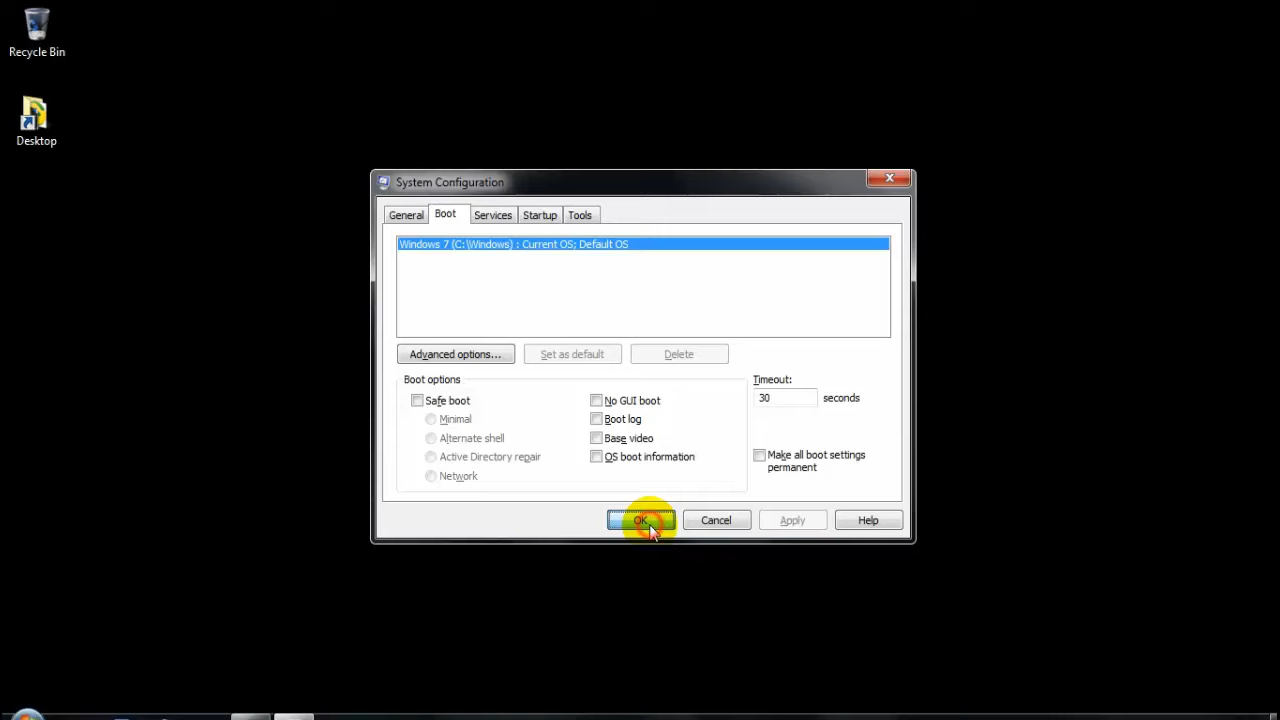 Recycle Bin
Desktop
System Configuration
General Boot Services Startup Tools
Windows 7 (C:\Windows) : Current OS; Default OS
Advanced options... Set as default Delete
Boot options
Timeout:
Safe boot
No GUI boot
30 seconds
Minimal
Boot log
Alternate shell
Base video
Active Directory repair
OS boot information
Make all boot settings
permanent
Network
OK Cancel Apply Help